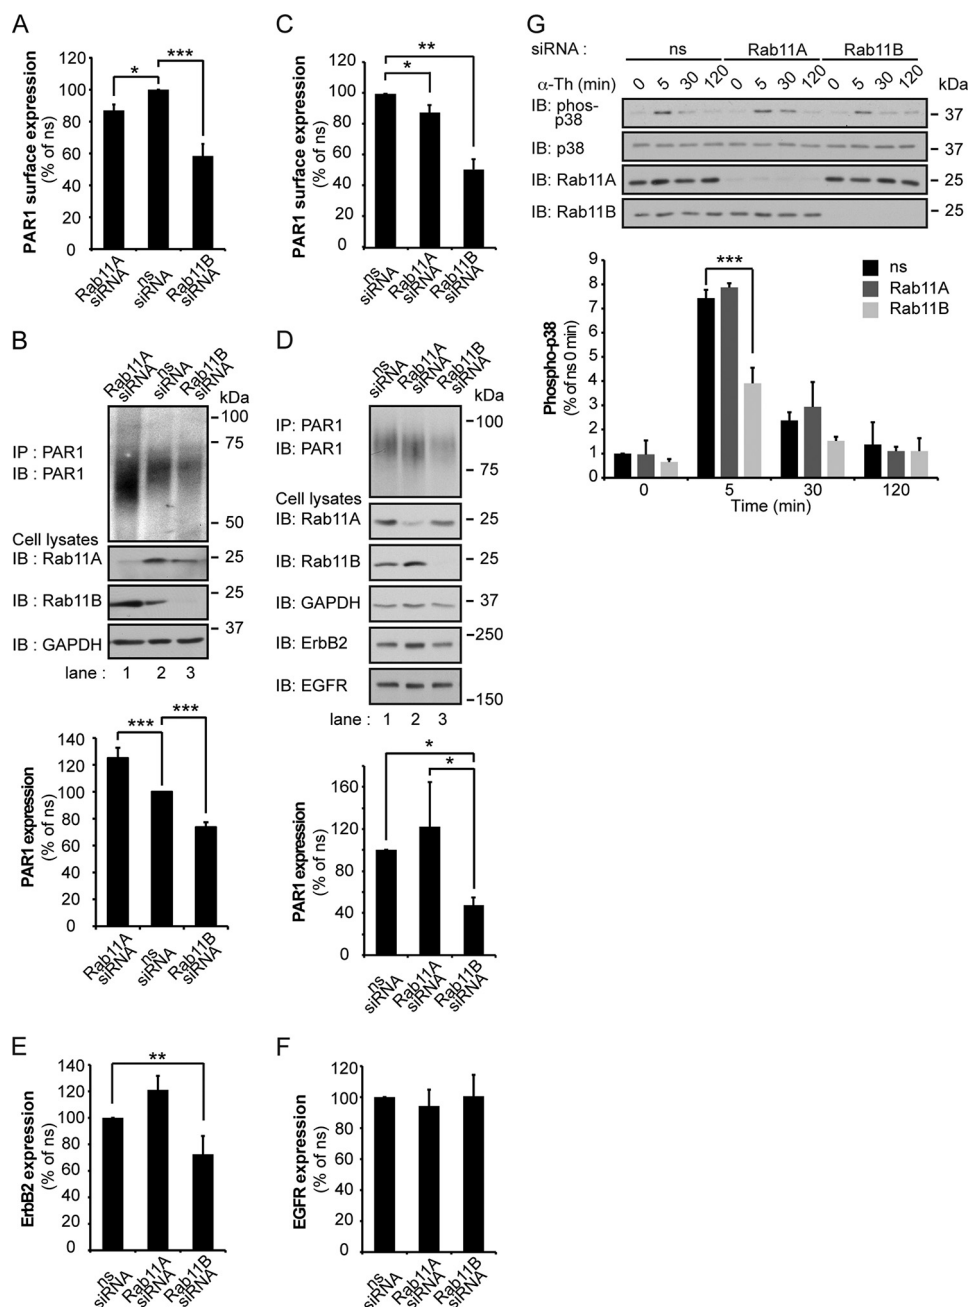 A
PAR1 surface expression
(% of ns)
120
100
80
60
40
20
0
*
***
Rab11A
siRNA
ns
siRNA
Rab11B
siRNA
C
PAR1 surface expression
(% of ns)
120
100
80
60
40
20
0
**
*
ns
siRNA
Rab11A
siRNA
Rab11B
siRNA
G
siRNA : ns Rab11A Rab11B
α-Th (min) 0 5 30 120 0 5 30 120 0 5 30 120 kDa
IB: phos-
p38
37
IB: p38 37
IB: Rab11A 25
IB: Rab11B 25
Phospho-p38
(% of ns 0 min)
9
8
7
6
5
4
3
2
1
0
***
ns
Rab11A
Rab11B
0 5 30 120
Time (min)
B
Rab11A
siRNA
ns
siRNA
Rab11B
siRNA
kDa
100
75
IP : PAR1
IB : PAR1
50
Cell lysates
IB : Rab11A 25
IB : Rab11B 25
37
IB : GAPDH
lane : 1 2 3
PAR1 expression
(% of ns)
140
120
100
80
60
40
20
0
***
***
Rab11A
siRNA
ns
siRNA
Rab11B
siRNA
D
ns
siRNA
Rab11A
siRNA
Rab11B
siRNA
kDa
100
IP: PAR1
IB: PAR1
75
Cell lysates
IB: Rab11A 25
IB: Rab11B 25
IB: GAPDH 37
250
IB: ErbB2
IB: EGFR
150
lane : 1 2 3
PAR1 expression
(% of ns)
160
120
80
40
0
*
*
ns
siRNA
Rab11A
siRNA
Rab11B
siRNA
E
ErbB2 expression
(% of ns)
140
120
100
80
60
40
20
0
**
ns
siRNA
Rab11A
siRNA
Rab11B
siRNA
F
EGFR expression
(% of ns)
120
100
80
60
40
20
0
ns
siRNA
Rab11A
siRNA
Rab11B
siRNA